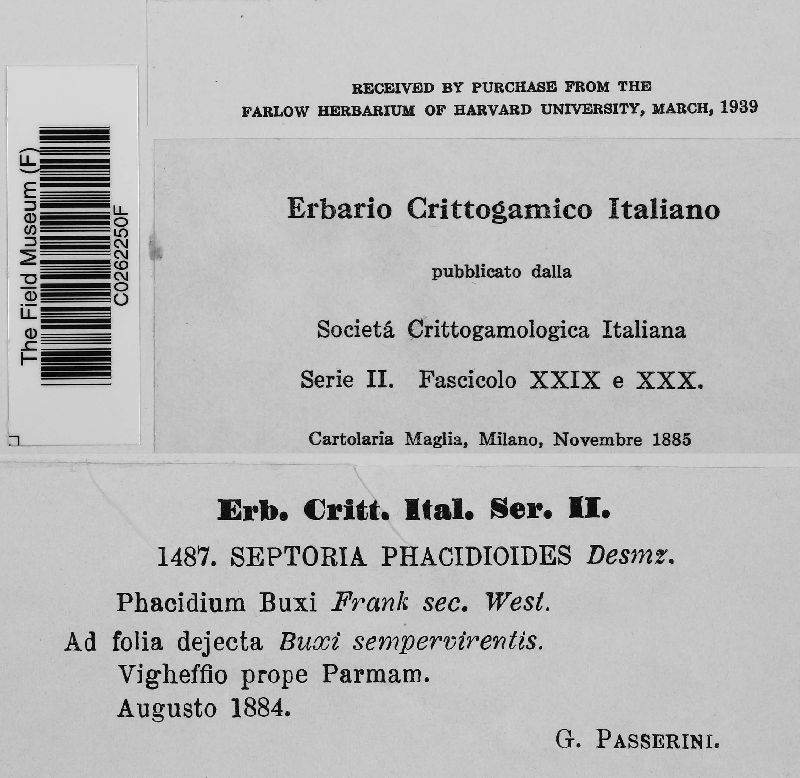 RECEIVED BY PURCHASE FROM THE
FARLOW HERBARIUM OF HARVARD UNIVERSITY, MARCH, 1939
The Field Museum (F)
C0262250F
Erbario Crittogamico Italiano
pubblicato dalla
Societá Crittogamologica Italiana
Serie II. Fascicolo XXIX e XXX.
Cartolaria Maglia, Milano, Novembre 1885
Erb. Critt. Ital. Ser. II.
1487. SEPTORIA PHACIDIOIDES Desmz.
Phacidium Buxi Frank sec. West.
Ad folia dejecta Buxi sempervirentis.
Vigheffio prope Parmam.
Augusto 1884.
G. PASSERINI.